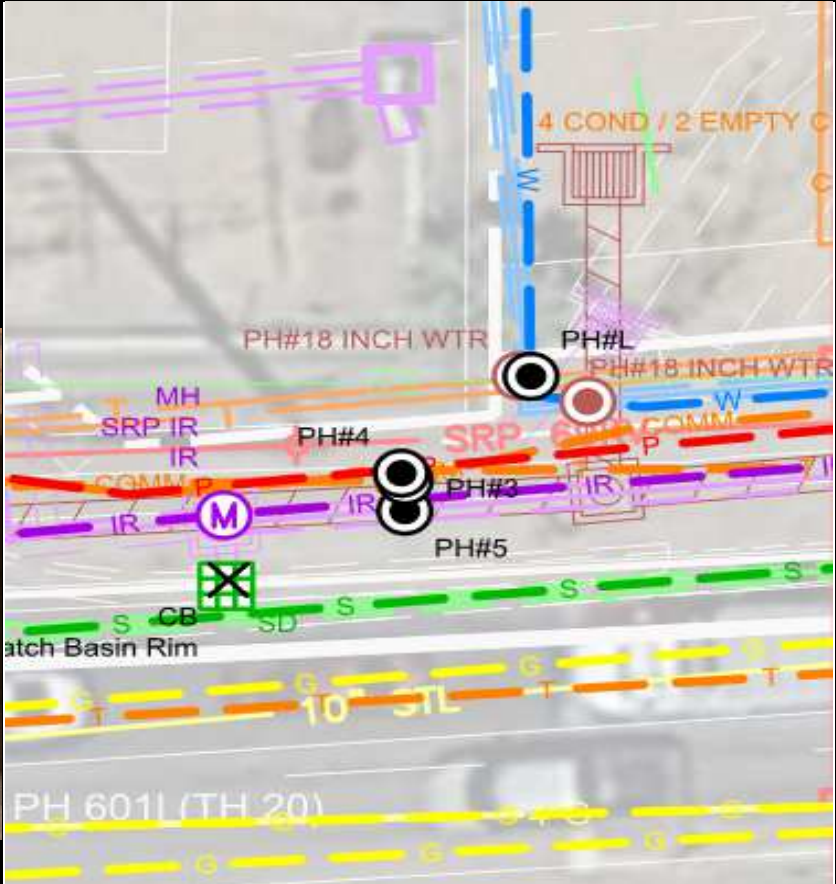 4 COND / 2 EMPTY C
W
C
PH#18 INCH WTR
PH#L
PH#18 INCH WTR
MH
T
W
SRP IR
T
COMM
PH#4
IR
P
COMM
P
PH#3
IR
IR
IR
M
PH#5
S
S
S
S
CB
SD
atch Basin Rim
G
G
G
T
T
T
10" STL
PH 601L(TH 20)
G
G
G